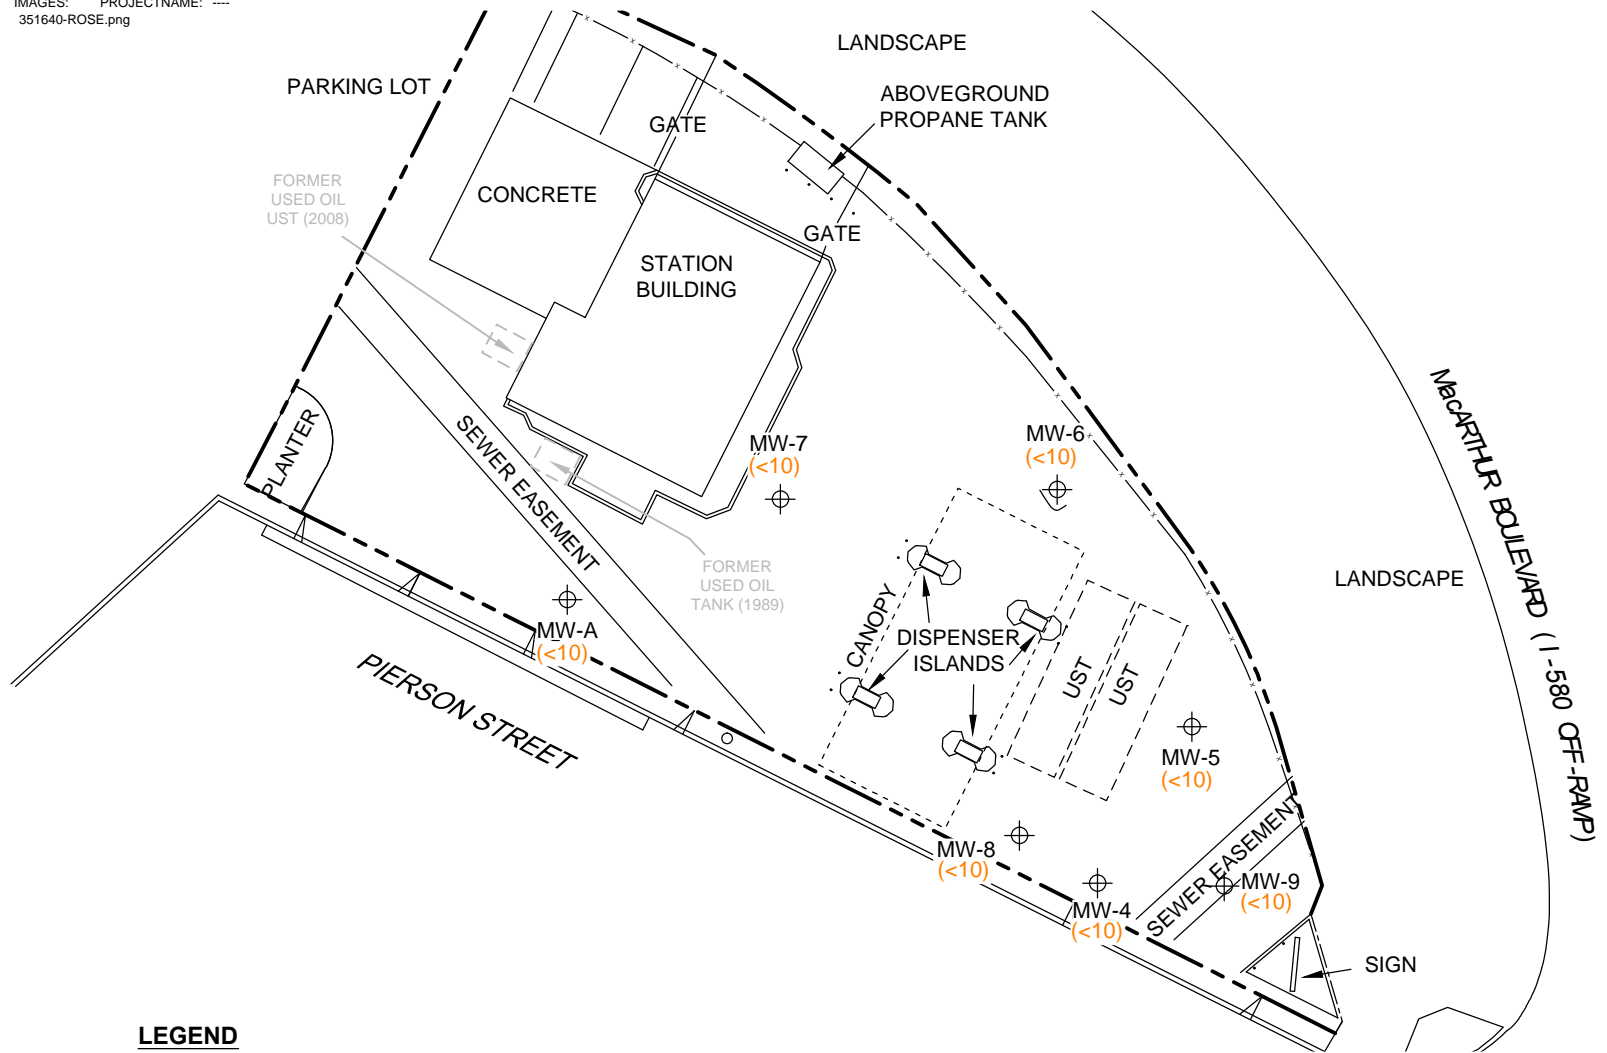 IMAGES: PROJECTNAME: ----
351640-ROSE.png
LANDSCAPE
PARKING LOT
ABOVEGROUND
PROPANE TANK
GATE
FORMER
USED OIL
UST (2008)
CONCRETE
GATE
STATION
BUILDING
MacARTHUR BOULEVARD (I-580 OFF-RAMP)
PLANTER
SEWER EASEMENT
MW-7
(<10)
MW-6
(<10)
FORMER
USED OIL
TANK (1989)
LANDSCAPE
CANOPY
MW-A
(<10)
DISPENSER
ISLANDS
UST
UST
PIERSON STREET
MW-5
(<10)
MW-8
(<10)
SEWER EASEMENT
MW-9
(<10)
MW-4
(<10)
SIGN
LEGEND